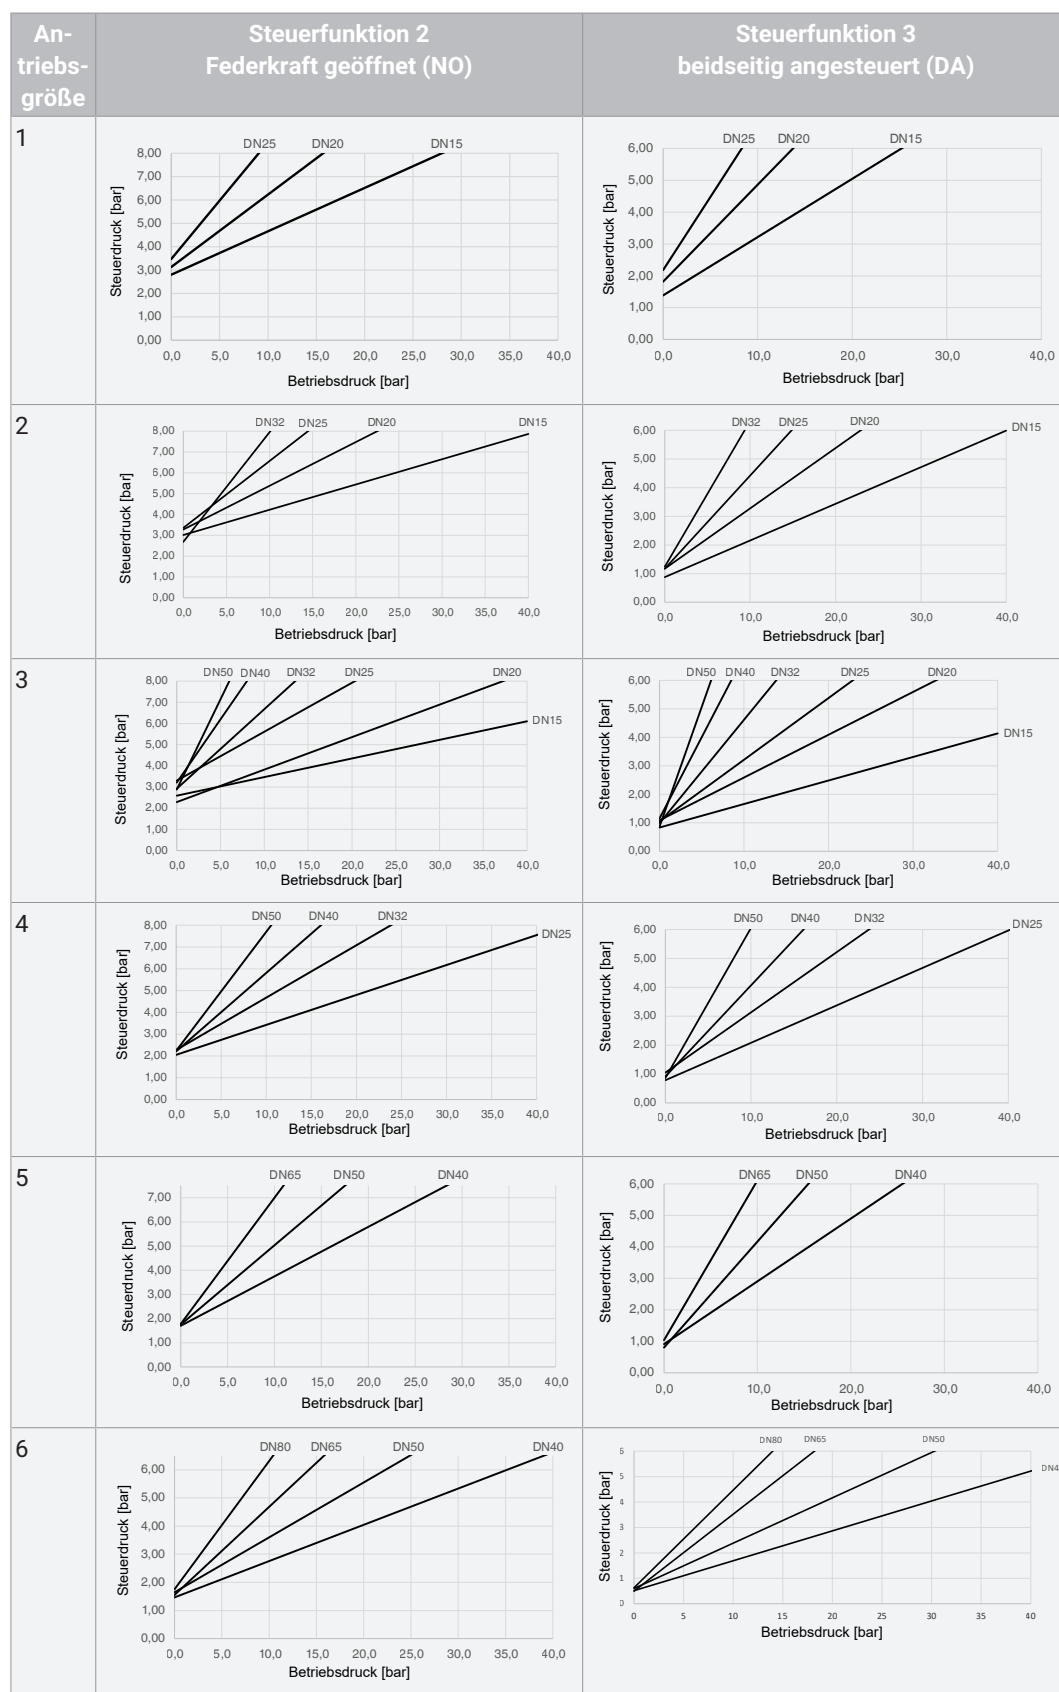 An-
triebs-
größe
Steuerfunktion 2
Federkraft geöffnet (NO)
Steuerfunktion 3
beidseitig angesteuert (DA)
1
DN25 DN20 DN15
8,00
7,00
6,00
5,00
4,00
3,00
2,00
1,00
0,00
Steuerdruck [bar]
0,0 5,0 10,0 15,0 20,0 25,0 30,0 35,0 40,0
Betriebsdruck [bar]
DN25 DN20 DN15
6,00
5,00
4,00
3,00
2,00
1,00
0,00
Steuerdruck [bar]
0,0 10,0 20,0 30,0 40,0
Betriebsdruck [bar]
2
DN32 DN25 DN20 DN15
8,00
7,00
6,00
5,00
4,00
3,00
2,00
1,00
0,00
Steuerdruck [bar]
0,0 5,0 10,0 15,0 20,0 25,0 30,0 35,0 40,0
Betriebsdruck [bar]
DN32 DN25 DN20 DN15
6,00
5,00
4,00
3,00
2,00
1,00
0,00
Steuerdruck [bar]
0,0 10,0 20,0 30,0 40,0
Betriebsdruck [bar]
3
DN50 DN40 DN32 DN25 DN20
DN15
8,00
7,00
6,00
5,00
4,00
3,00
2,00
1,00
0,00
Steuerdruck [bar]
0,0 5,0 10,0 15,0 20,0 25,0 30,0 35,0 40,0
Betriebsdruck [bar]
DN50 DN40 DN32 DN25 DN20
DN15
6,00
5,00
4,00
3,00
2,00
1,00
0,00
Steuerdruck [bar]
0,0 10,0 20,0 30,0 40,0
Betriebsdruck [bar]
4
DN50 DN40 DN32
DN25
8,00
7,00
6,00
5,00
4,00
3,00
2,00
1,00
0,00
Steuerdruck [bar]
0,0 5,0 10,0 15,0 20,0 25,0 30,0 35,0 40,0
Betriebsdruck [bar]
DN50 DN40 DN32 DN25
6,00
5,00
4,00
3,00
2,00
1,00
0,00
Steuerdruck [bar]
0,0 10,0 20,0 30,0 40,0
Betriebsdruck [bar]
5
DN65 DN50 DN40
7,00
6,00
5,00
4,00
3,00
2,00
1,00
0,00
Steuerdruck [bar]
0,0 5,0 10,0 15,0 20,0 25,0 30,0 35,0 40,0
Betriebsdruck [bar]
DN65 DN50 DN40
6,00
5,00
4,00
3,00
2,00
1,00
0,00
Steuerdruck [bar]
0,0 10,0 20,0 30,0 40,0
Betriebsdruck [bar]
6
DN80 DN65 DN50 DN40
6,00
5,00
4,00
3,00
2,00
1,00
0,00
Steuerdruck [bar]
0,0 5,0 10,0 15,0 20,0 25,0 30,0 35,0 40,0
Betriebsdruck [bar]
DN80 DN65 DN50
DN4
6
5
4
3
2
1
0
Steuerdruck [bar]
0 5 10 15 20 25 30 35 40
Betriebsdruck [bar]